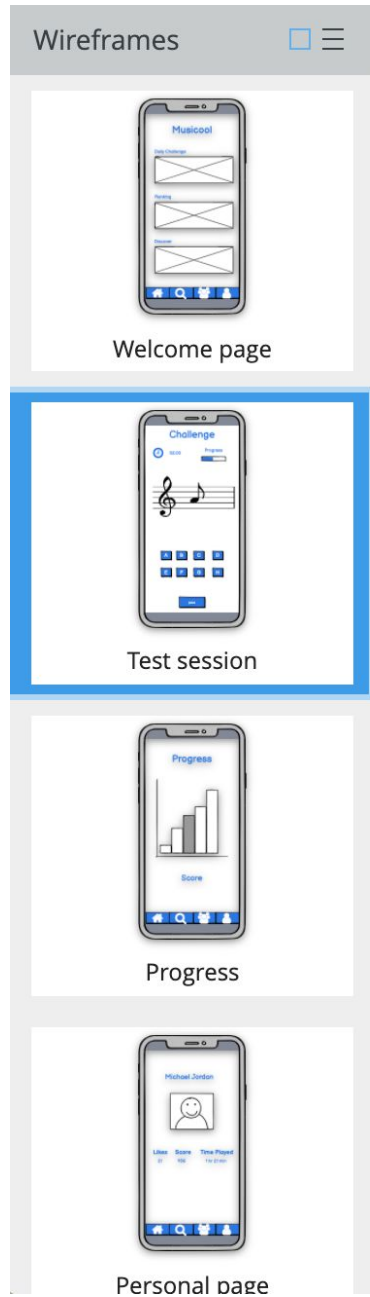 Wireframes
Musicool
Daily Challenge
Ranking
Discover
Welcome page
Challenge
Progress
A B C D
E F G H
Test session
Progress
Score
Progress
Michael Jordan
Likes Score Time Played
Personal page